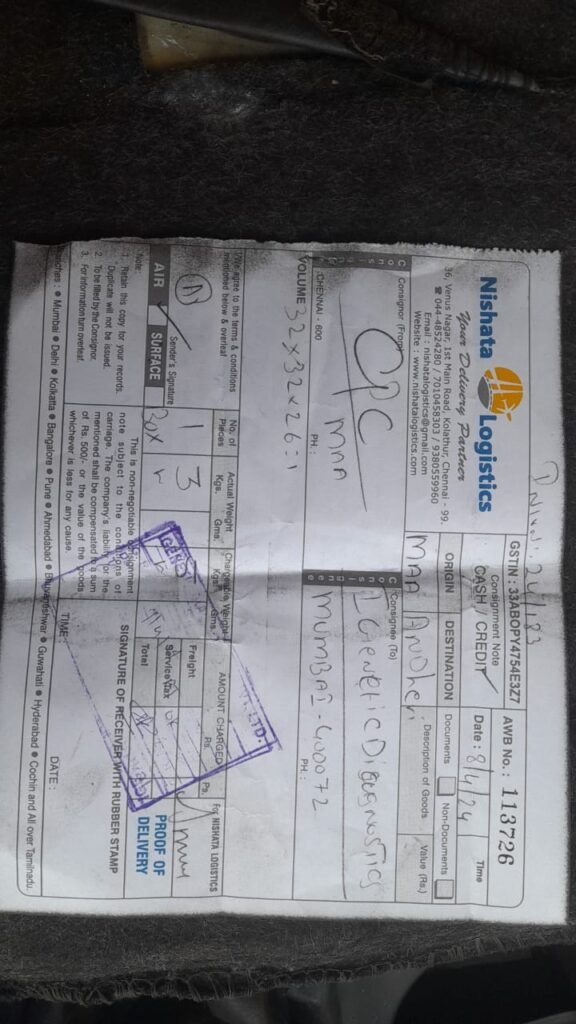 Nishata Logistics
Your Delivery Partner
36, Venus Nagar, 1st Main Road, Kolathur, Chennai - 99.
☎ 044-48524280 / 7010458303 / 9380559960
Email : nishatalogistics@gmail.com
Website : www.nishatalogistics.com
GSTIN : 33ABOPY4754E3Z7
Consignment Note
CASH / CREDIT
AWB No. : 113726
Date : 8/4/24
Time
ORIGIN
DESTINATION
MAA
Andheri
Documents
Non-Documents
Description of Goods
Value (Rs.)
Consignor (From)
CPC
MAA
CHENNAI - 600
PH :
Consignee (To)
Genetic Diagnostics
MUMBAI - 400072
PH. :
VOLUME 32x32x26=1
We agree to the terms & conditions
mentioned below & overleaf
Sender's Signature
AIR
SURFACE
No. of Pieces
1
Box
Actual Weight
Kgs. Gms.
3
Chargeable Weight
Kgs. Gms.
AMOUNT CHARGED
Rs. Ps.
Freight
Service Tax
Total
For NISHATA LOGISTICS
PROOF OF
DELIVERY
Note:
1. Retain this copy for your records.
Duplicate will not be issued.
2. To be filled by the Consignor.
3. For information turn overleaf.
This is non-negotiable consignment
note subject to the conditions of
carriage. The company's liability for the
mentioned shall be compensated to a sum
of Rs. 500/- or the value of the goods
whichever is less for any cause.
SIGNATURE OF RECEIVER WITH RUBBER STAMP
TIME :
DATE :
Mumbai ● Delhi ● Kolkatta ● Bangalore ● Pune ● Ahmedabad ● Bhuvaneshwar ● Guwahati ● Hyderabad ● Cochin and All over Tamilnadu.